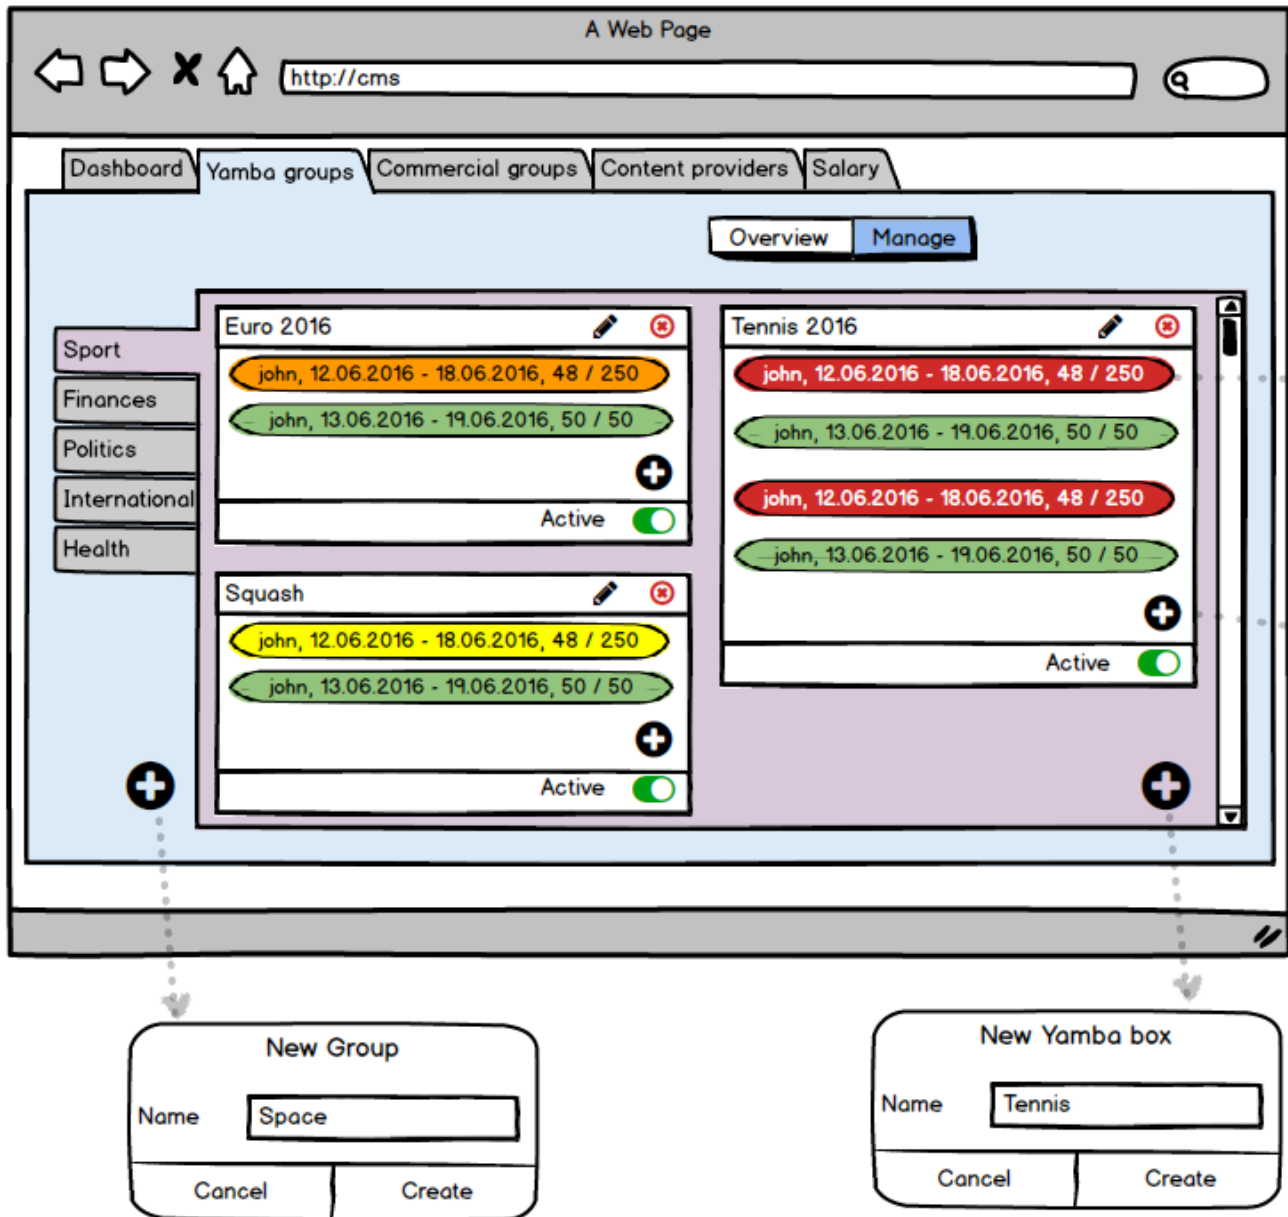 A Web Page
http://cms
Dashboard Yamba groups Commercial groups Content providers Salary
Overview Manage
Sport
Finances
Politics
International
Health
Euro 2016
john, 12.06.2016 - 18.06.2016, 48 / 250
john, 13.06.2016 - 19.06.2016, 50 / 50
Active
Squash
john, 12.06.2016 - 18.06.2016, 48 / 250
john, 13.06.2016 - 19.06.2016, 50 / 50
Active
Tennis 2016
john, 12.06.2016 - 18.06.2016, 48 / 250
john, 13.06.2016 - 19.06.2016, 50 / 50
john, 12.06.2016 - 18.06.2016, 48 / 250
john, 13.06.2016 - 19.06.2016, 50 / 50
Active
New Group
Name Space
Cancel Create
New Yamba box
Name Tennis
Cancel Create